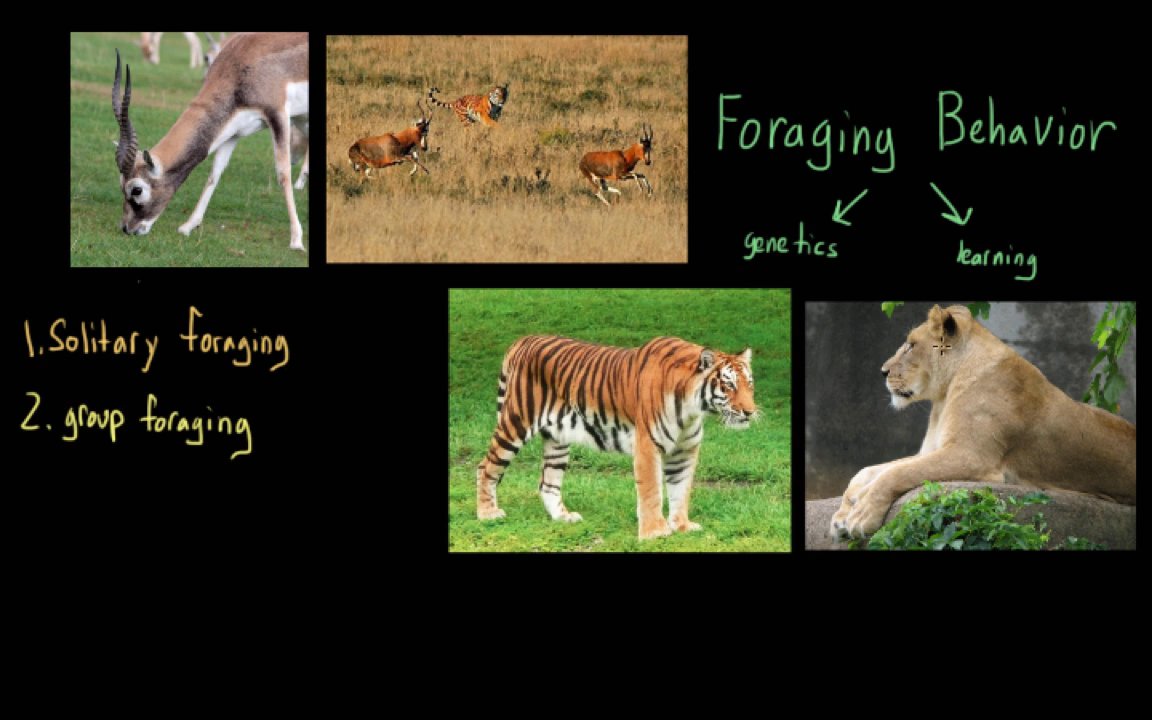 Foraging Behavior
genetics learning
1. Solitary foraging
2. group foraging